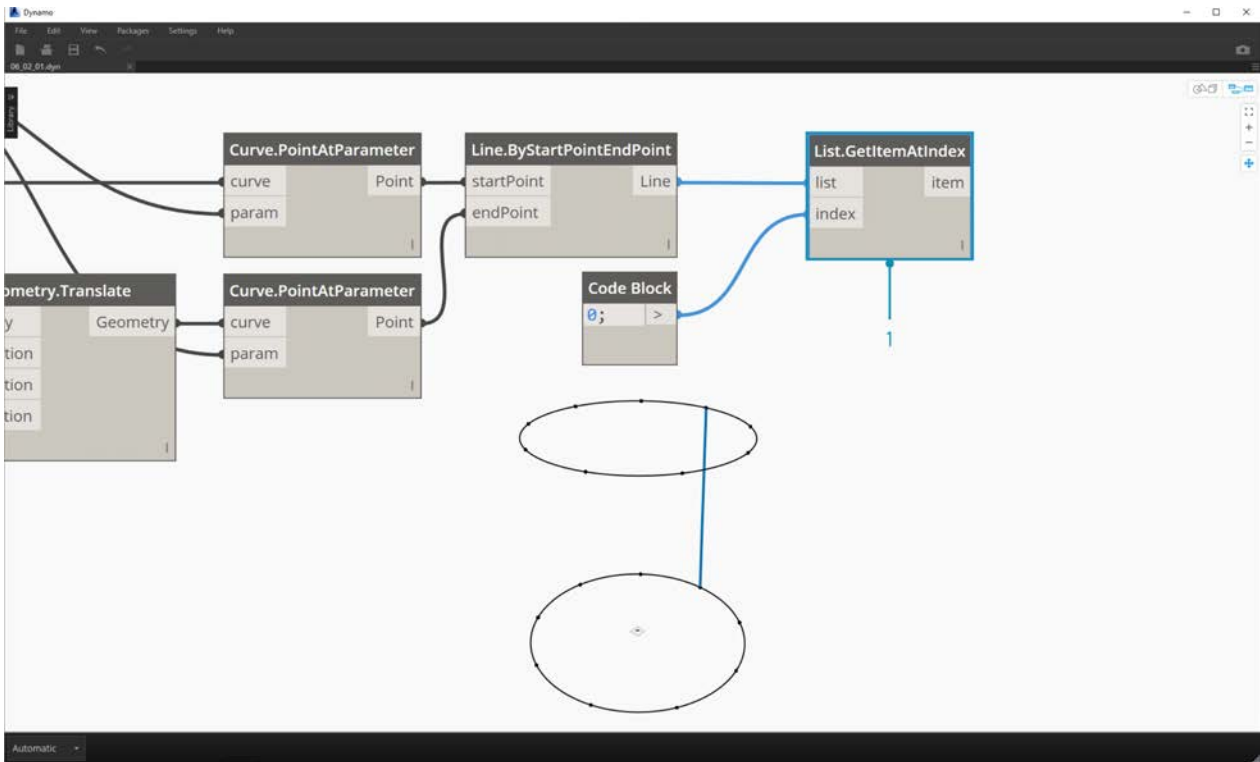 Dynamo
File Edit View Packages Settings Help
06_02_01.dyn
Library
Curve.PointAtParameter
curve Point
param
Line.ByStartPointEndPoint
startPoint Line
endPoint
List.GetItemAtIndex
list item
index
1
ometry.Translate
y Geometry
tion
tion
tion
Curve.PointAtParameter
curve Point
param
Code Block
0; >
Automatic